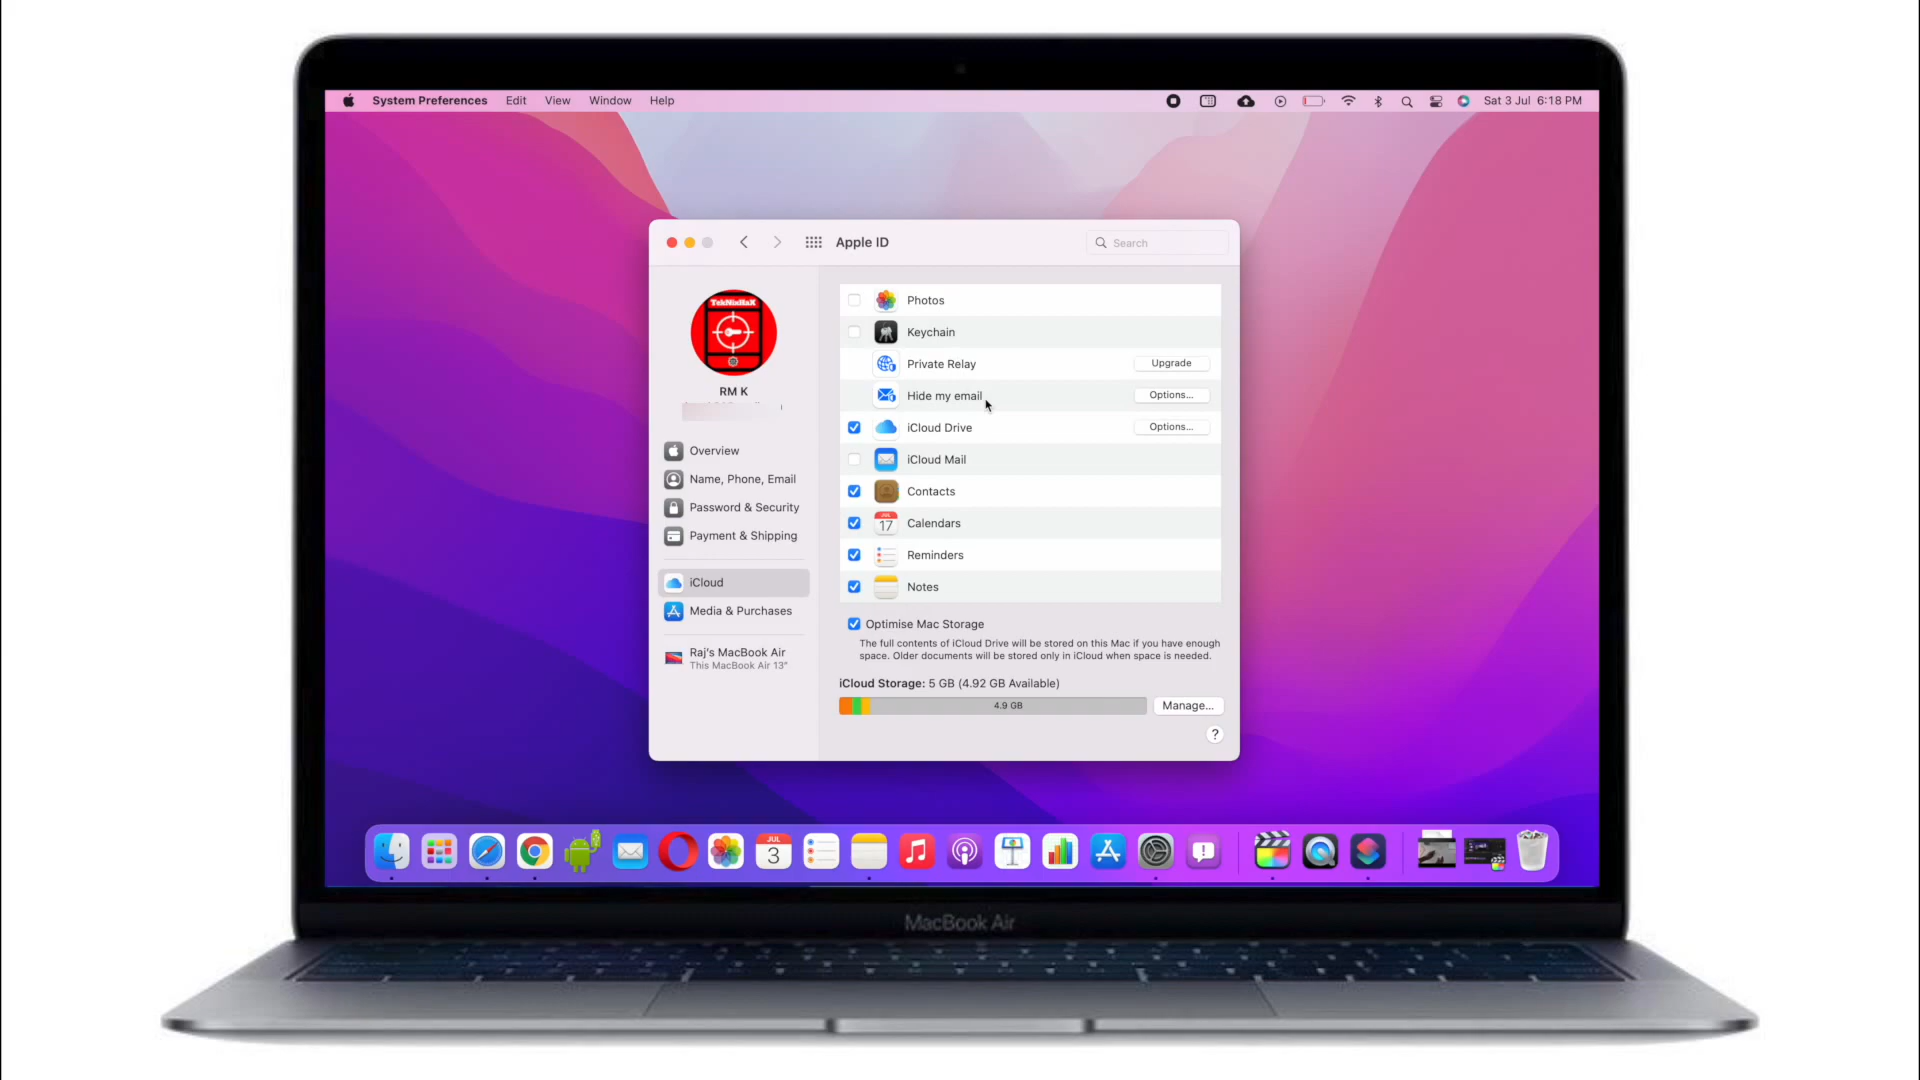 System Preferences Edit View Window Help Sat 3 Jul 6:18 PM
Apple ID
Search
TekNixHaX
RM K
Overview
Name, Phone, Email
Password & Security
Payment & Shipping
iCloud
Media & Purchases
Raj's MacBook Air
This MacBook Air 13"
Photos
Keychain
Private Relay Upgrade
Hide my email Options...
iCloud Drive Options...
iCloud Mail
Contacts
JUL
17
Calendars
Reminders
Notes
Optimise Mac Storage
The full contents of iCloud Drive will be stored on this Mac if you have enough
space. Older documents will be stored only in iCloud when space is needed.
iCloud Storage: 5 GB (4.92 GB Available)
4.9 GB
Manage...
?
JUL
3
MacBook Air